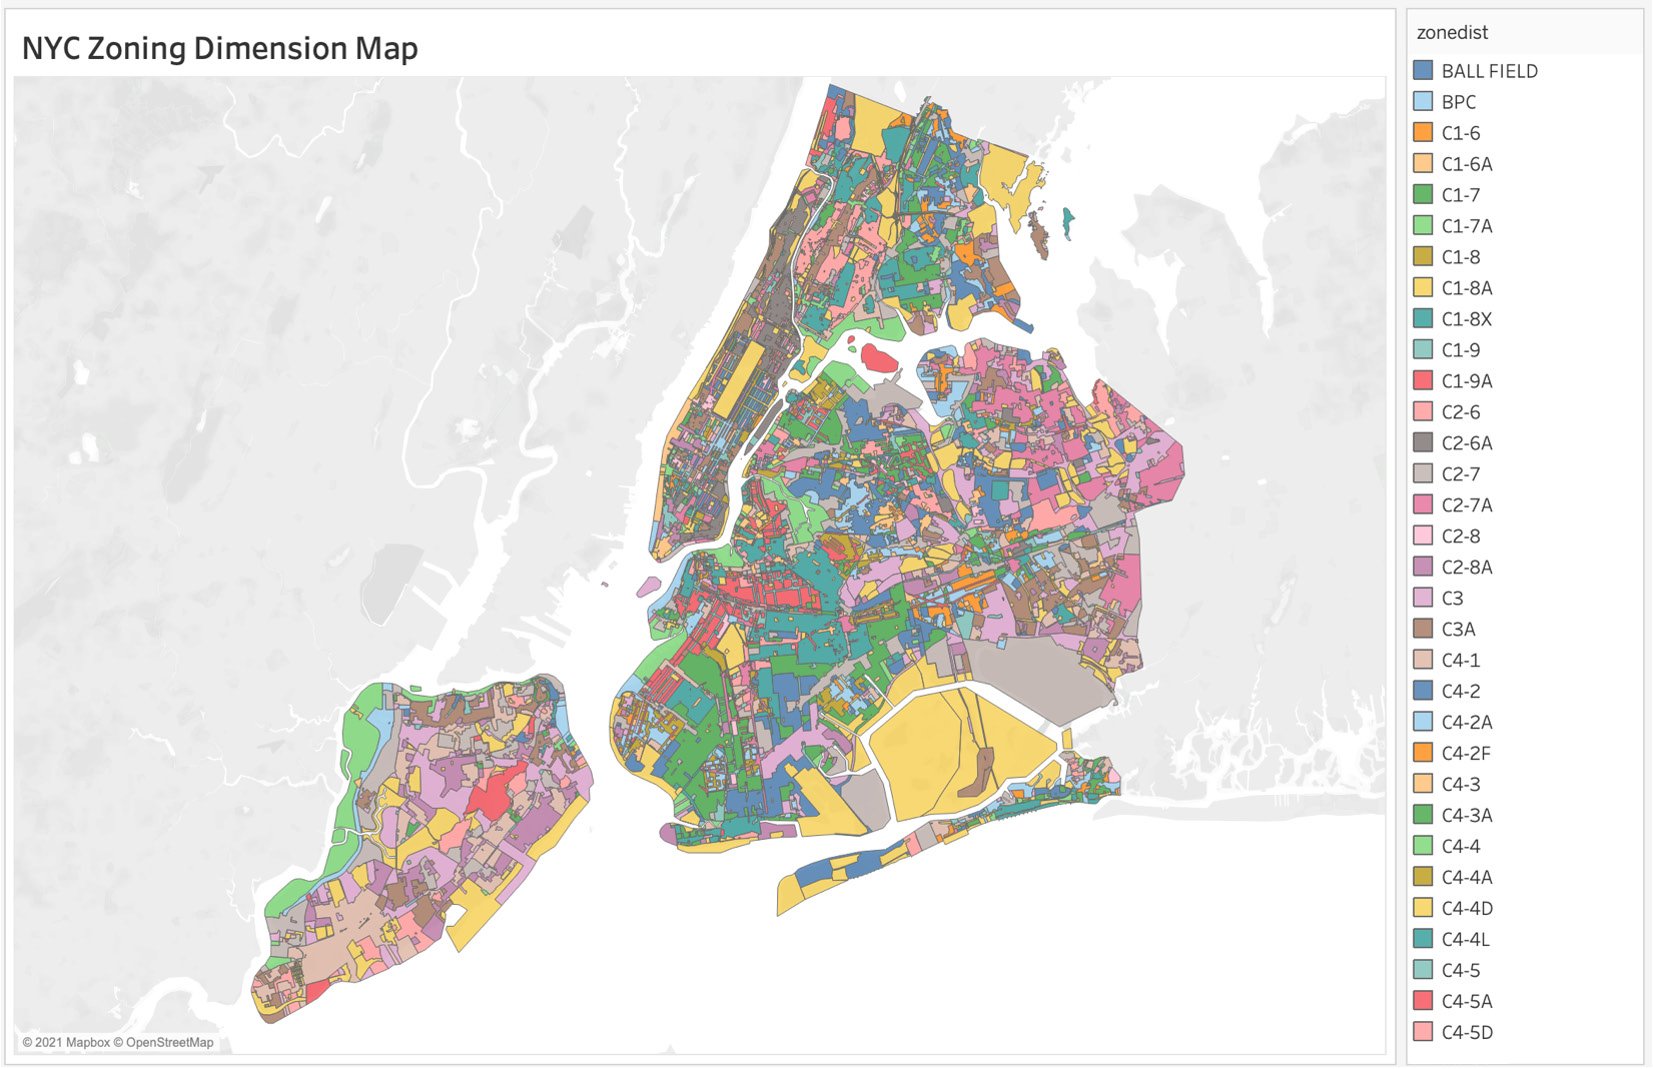 NYC Zoning Dimension Map
© 2021 Mapbox © OpenStreetMap
zonedist
BALL FIELD
BPC
C1-6
C1-6A
C1-7
C1-7A
C1-8
C1-8A
C1-8X
C1-9
C1-9A
C2-6
C2-6A
C2-7
C2-7A
C2-8
C2-8A
C3
C3A
C4-1
C4-2
C4-2A
C4-2F
C4-3
C4-3A
C4-4
C4-4A
C4-4D
C4-4L
C4-5
C4-5A
C4-5D